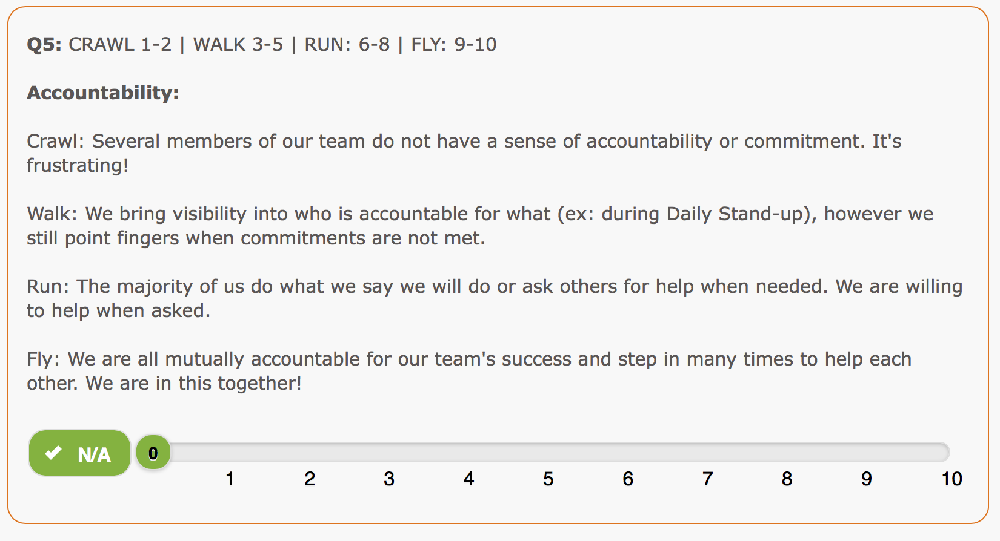 Q5: CRAWL 1-2 | WALK 3-5 | RUN: 6-8 | FLY: 9-10
Accountability:
Crawl: Several members of our team do not have a sense of accountability or commitment. It's
frustrating!
Walk: We bring visibility into who is accountable for what (ex: during Daily Stand-up), however we
still point fingers when commitments are not met.
Run: The majority of us do what we say we will do or ask others for help when needed. We are willing
to help when asked.
Fly: We are all mutually accountable for our team's success and step in many times to help each
other. We are in this together!
N/A 0
1 2 3 4 5 6 7 8 9 10